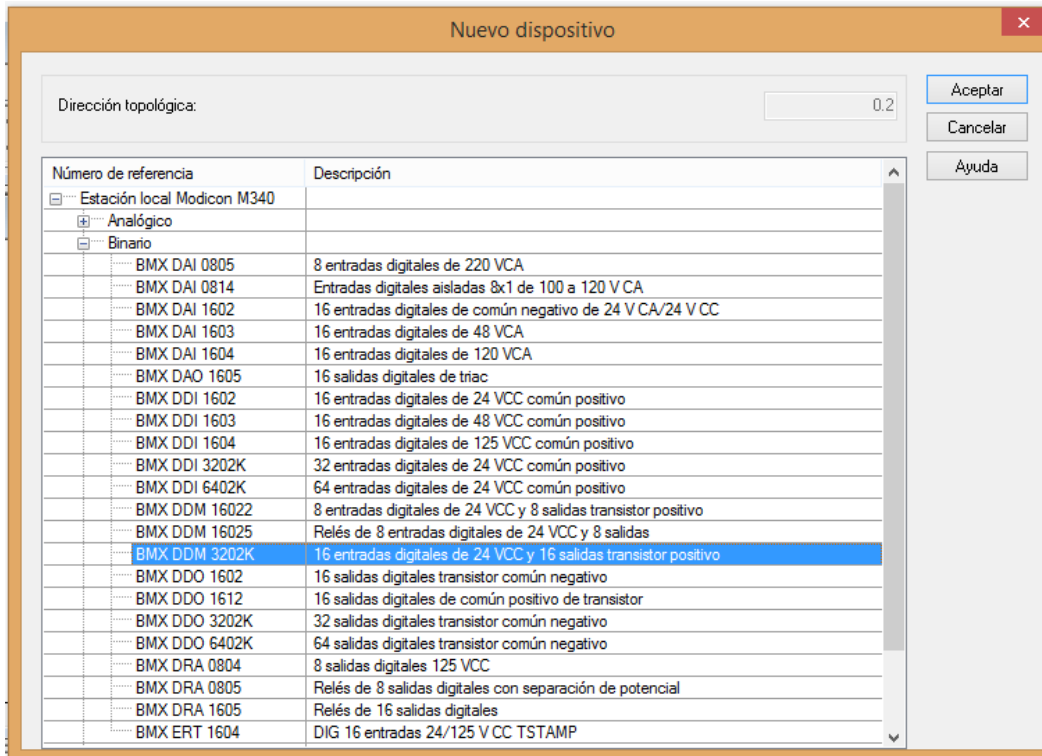 Nuevo dispositivo
Dirección topológica: 0.2
Aceptar
Cancelar
Ayuda
Número de referencia Descripción
Estación local Modicon M340
Analógico
Binario
BMX DAI 0805 8 entradas digitales de 220 VCA
BMX DAI 0814 Entradas digitales aisladas 8x1 de 100 a 120 V CA
BMX DAI 1602 16 entradas digitales de común negativo de 24 V CA/24 V CC
BMX DAI 1603 16 entradas digitales de 48 VCA
BMX DAI 1604 16 entradas digitales de 120 VCA
BMX DAO 1605 16 salidas digitales de triac
BMX DDI 1602 16 entradas digitales de 24 VCC común positivo
BMX DDI 1603 16 entradas digitales de 48 VCC común positivo
BMX DDI 1604 16 entradas digitales de 125 VCC común positivo
BMX DDI 3202K 32 entradas digitales de 24 VCC común positivo
BMX DDI 6402K 64 entradas digitales de 24 VCC común positivo
BMX DDM 16022 8 entradas digitales de 24 VCC y 8 salidas transistor positivo
BMX DDM 16025 Relés de 8 entradas digitales de 24 VCC y 8 salidas
BMX DDM 3202K 16 entradas digitales de 24 VCC y 16 salidas transistor positivo
BMX DDO 1602 16 salidas digitales transistor común negativo
BMX DDO 1612 16 salidas digitales de común positivo de transistor
BMX DDO 3202K 32 salidas digitales transistor común negativo
BMX DDO 6402K 64 salidas digitales transistor común negativo
BMX DRA 0804 8 salidas digitales 125 VCC
BMX DRA 0805 Relés de 8 salidas digitales con separación de potencial
BMX DRA 1605 Relés de 16 salidas digitales
BMX ERT 1604 DIG 16 entradas 24/125 V CC TSTAMP